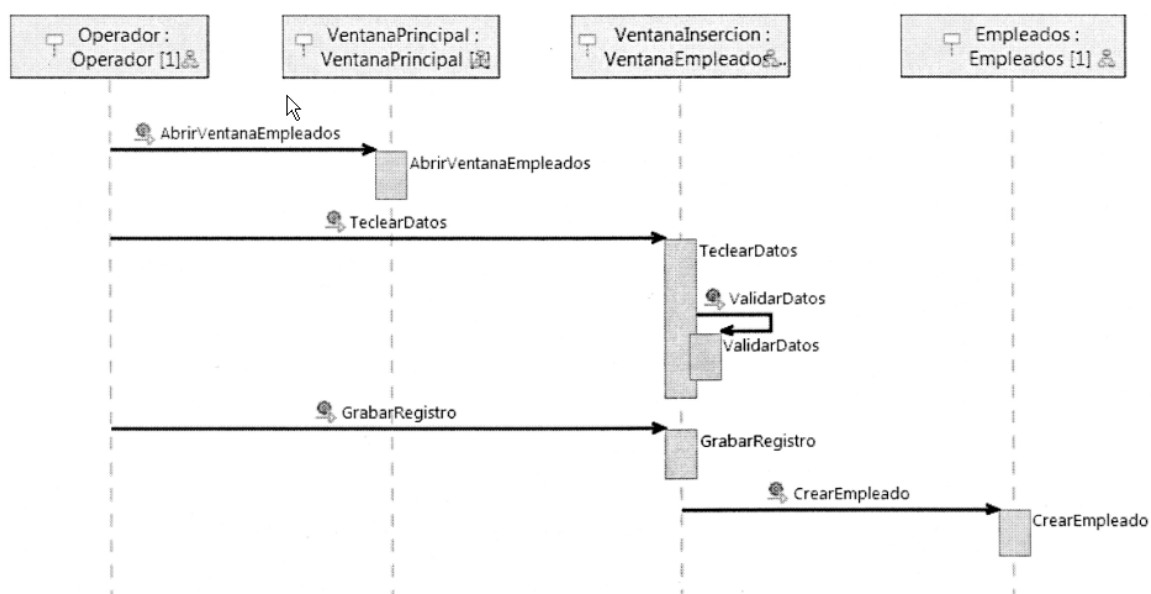 Operador :
Operador [1]
VentanaPrincipal :
VentanaPrincipal [1]
VentanaInsercion :
VentanaEmpleados...
Empleados :
Empleados [1]
AbrirVentanaEmpleados
AbrirVentanaEmpleados
TeclearDatos
TeclearDatos
ValidarDatos
ValidarDatos
GrabarRegistro
GrabarRegistro
CrearEmpleado
CrearEmpleado